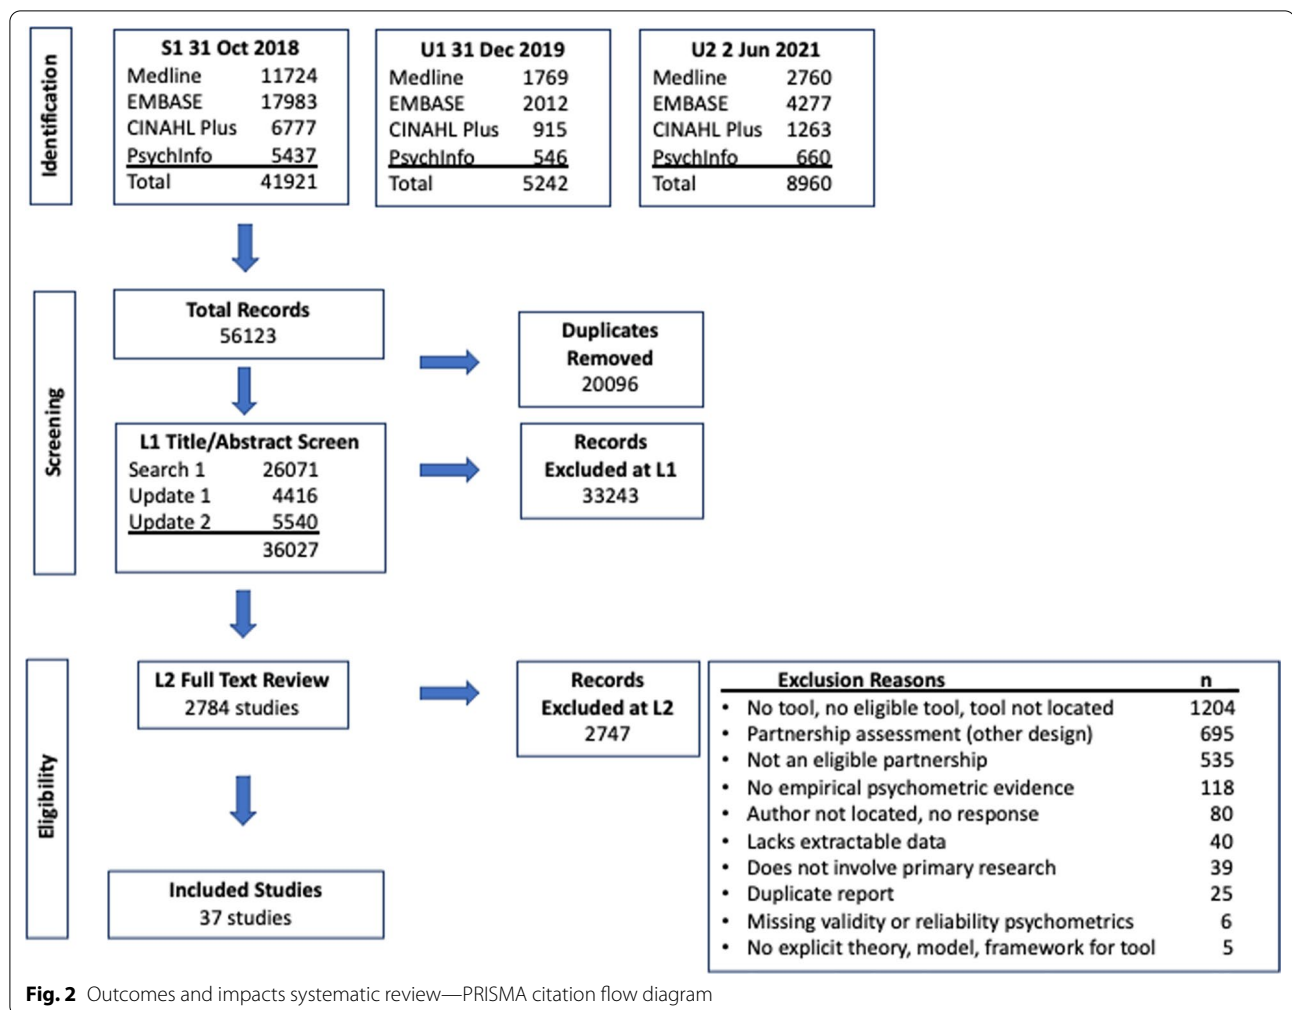 Identification
S1 31 Oct 2018
Medline 11724
EMBASE 17983
CINAHL Plus 6777
PsychInfo 5437
Total 41921
U1 31 Dec 2019
Medline 1769
EMBASE 2012
CINAHL Plus 915
PsychInfo 546
Total 5242
U2 2 Jun 2021
Medline 2760
EMBASE 4277
CINAHL Plus 1263
PsychInfo 660
Total 8960
Screening
Total Records
56123
Duplicates
Removed
20096
L1 Title/Abstract Screen
Search 1 26071
Update 1 4416
Update 2 5540
36027
Records
Excluded at L1
33243
Eligibility
L2 Full Text Review
2784 studies
Records
Excluded at L2
2747
Exclusion Reasons n
• No tool, no eligible tool, tool not located 1204
• Partnership assessment (other design) 695
• Not an eligible partnership 535
• No empirical psychometric evidence 118
• Author not located, no response 80
• Lacks extractable data 40
• Does not involve primary research 39
• Duplicate report 25
• Missing validity or reliability psychometrics 6
• No explicit theory, model, framework for tool 5
Included Studies
37 studies
Fig. 2 Outcomes and impacts systematic review—PRISMA citation flow diagram